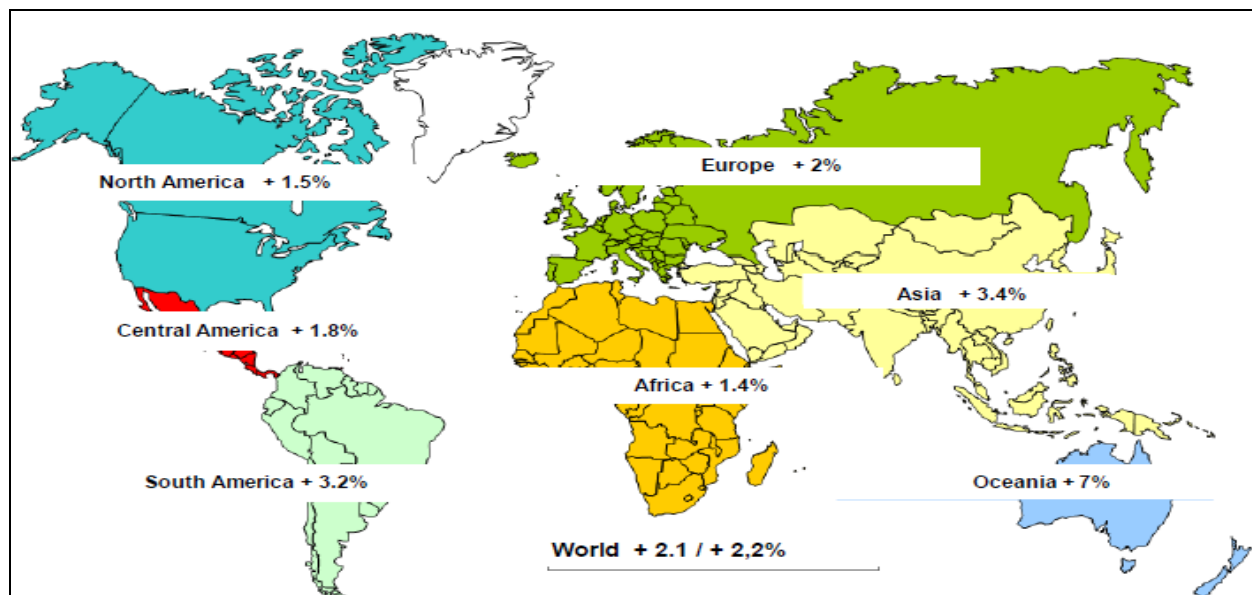 North America + 1.5%
Europe + 2%
Asia + 3.4%
Central America + 1.8%
Africa + 1.4%
South America + 3.2%
Oceania + 7%
World + 2.1 / + 2,2%